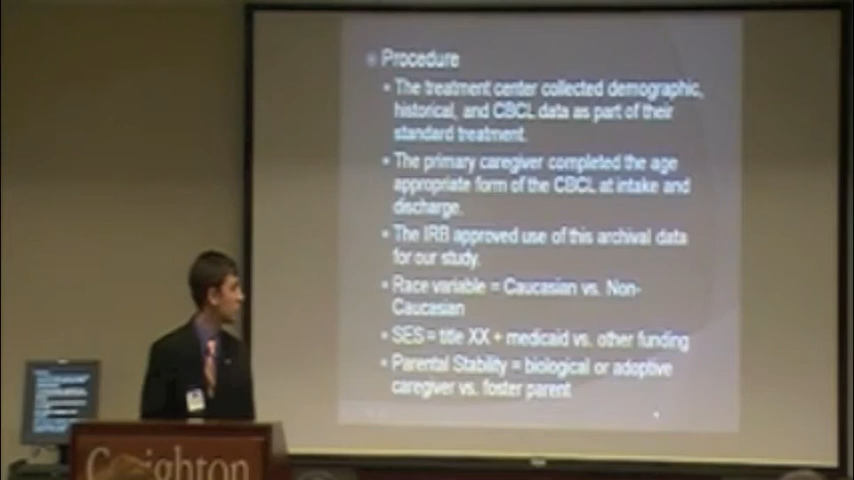 Procedure
The treatment center collected demographic,
historical, and CBCL data as part of their
standard treatment.
The primary caregiver completed the age
appropriate form of the CBCL at intake and
discharge.
The IRB approved use of this archival data
for our study.
Race variable = Caucasian vs. Non-
Caucasian
SES = title XX + medicaid vs. other funding
Parental Stability = biological or adoptive
caregiver vs. foster parent
Creighton